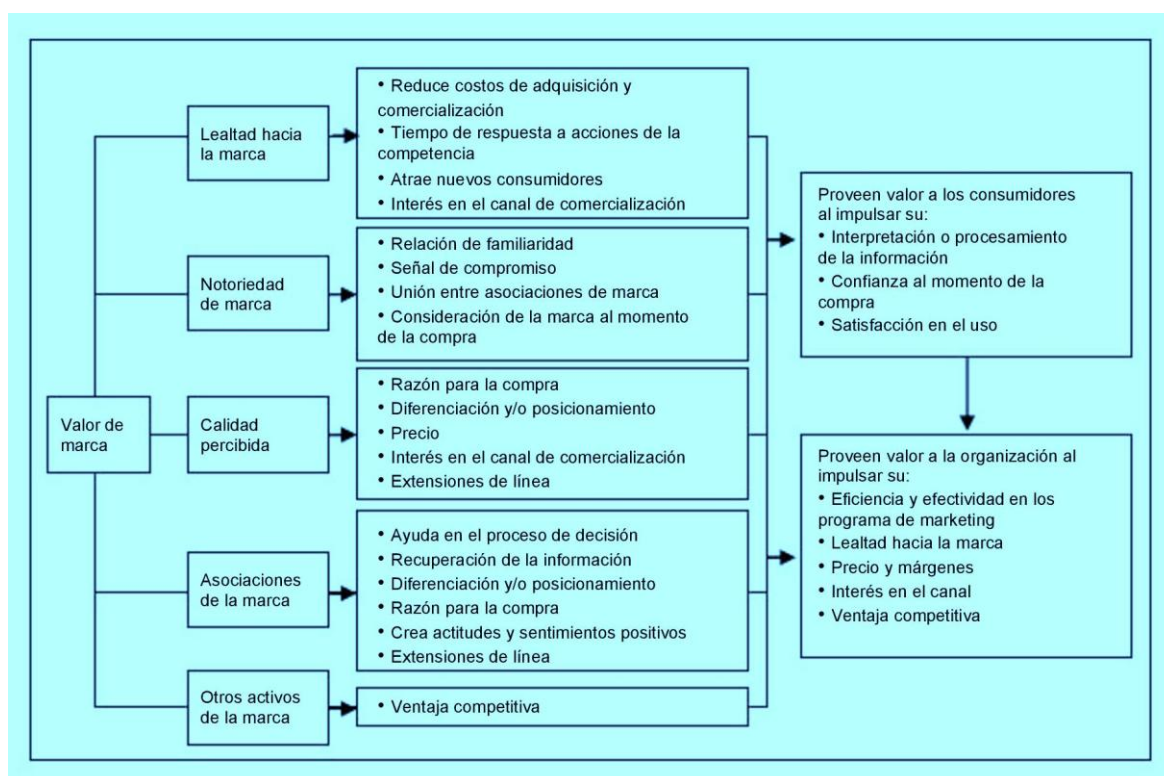 Valor de
marca
Lealtad hacia
la marca
• Reduce costos de adquisición y
comercialización
• Tiempo de respuesta a acciones de la
competencia
• Atrae nuevos consumidores
• Interés en el canal de comercialización
Notoriedad
de marca
• Relación de familiaridad
• Señal de compromiso
• Unión entre asociaciones de marca
• Consideración de la marca al momento
de la compra
Calidad
percibida
• Razón para la compra
• Diferenciación y/o posicionamiento
• Precio
• Interés en el canal de comercialización
• Extensiones de línea
Asociaciones
de la marca
• Ayuda en el proceso de decisión
• Recuperación de la información
• Diferenciación y/o posicionamiento
• Razón para la compra
• Crea actitudes y sentimientos positivos
• Extensiones de línea
Otros activos
de la marca
• Ventaja competitiva
Proveen valor a los consumidores
al impulsar su:
• Interpretación o procesamiento
de la información
• Confianza al momento de la
compra
• Satisfacción en el uso
Proveen valor a la organización al
impulsar su:
• Eficiencia y efectividad en los
programa de marketing
• Lealtad hacia la marca
• Precio y márgenes
• Interés en el canal
• Ventaja competitiva